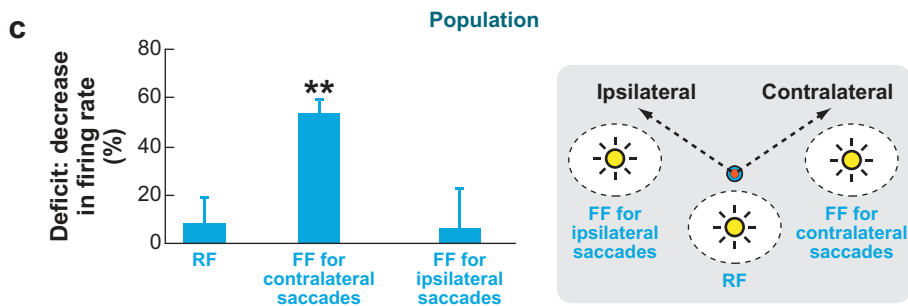 Population
c
Deficit: decrease
in firing rate
(%)
80
60
40
20
0
**
RF
FF for
contralateral
saccades
FF for
ipsilateral
saccades
Ipsilateral
Contralateral
FF for
ipsilateral
saccades
RF
FF for
contralateral
saccades